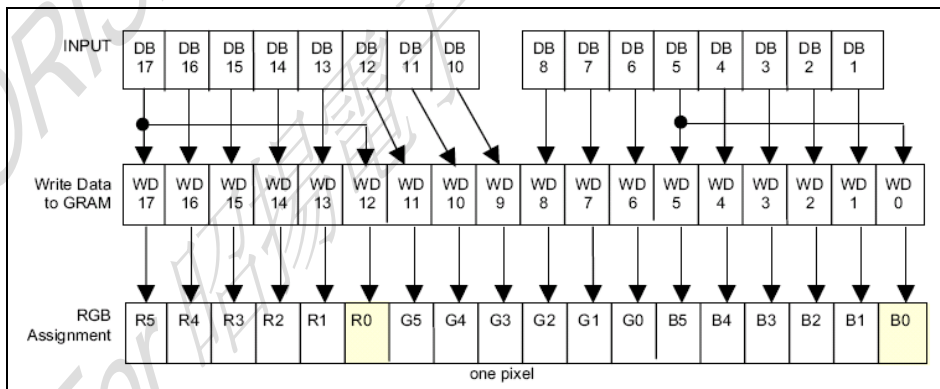 INPUT
DB DB DB DB DB DB DB DB DB DB DB DB DB DB DB DB
17 16 15 14 13 12 11 10 8 7 6 5 4 3 2 1
Write Data
to GRAM
WD WD WD WD WD WD WD WD WD WD WD WD WD WD WD WD WD WD
17 16 15 14 13 12 11 10 9 8 7 6 5 4 3 2 1 0
RGB
Assignment
R5 R4 R3 R2 R1 R0 G5 G4 G3 G2 G1 G0 B5 B4 B3 B2 B1 B0
one pixel
For